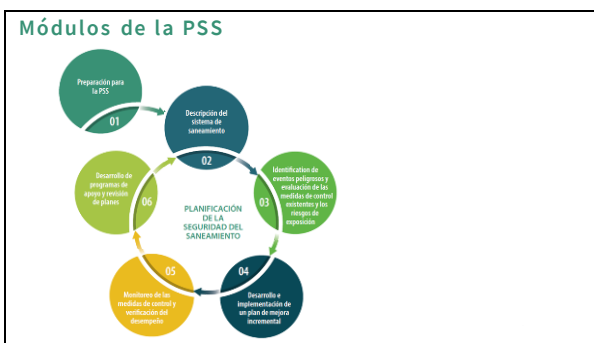 Módulos de la PSS
Preparación para
la PSS
01
Descripción del
sistema de
saneamiento
02
Identification de
eventos peligrosos y
evaluación de las
medidas de control
existentes y los
riesgos de
exposición
03
Desarrollo e
implementación de
un plan de mejora
incremental
04
Monitoreo de las
medidas de control y
verificación del
desempeño
05
Desarrollo de
programas de
apoyo y revisión
de planes
06
PLANIFICACIÓN
DE LA
SEGURIDAD DEL
SANEAMIENTO